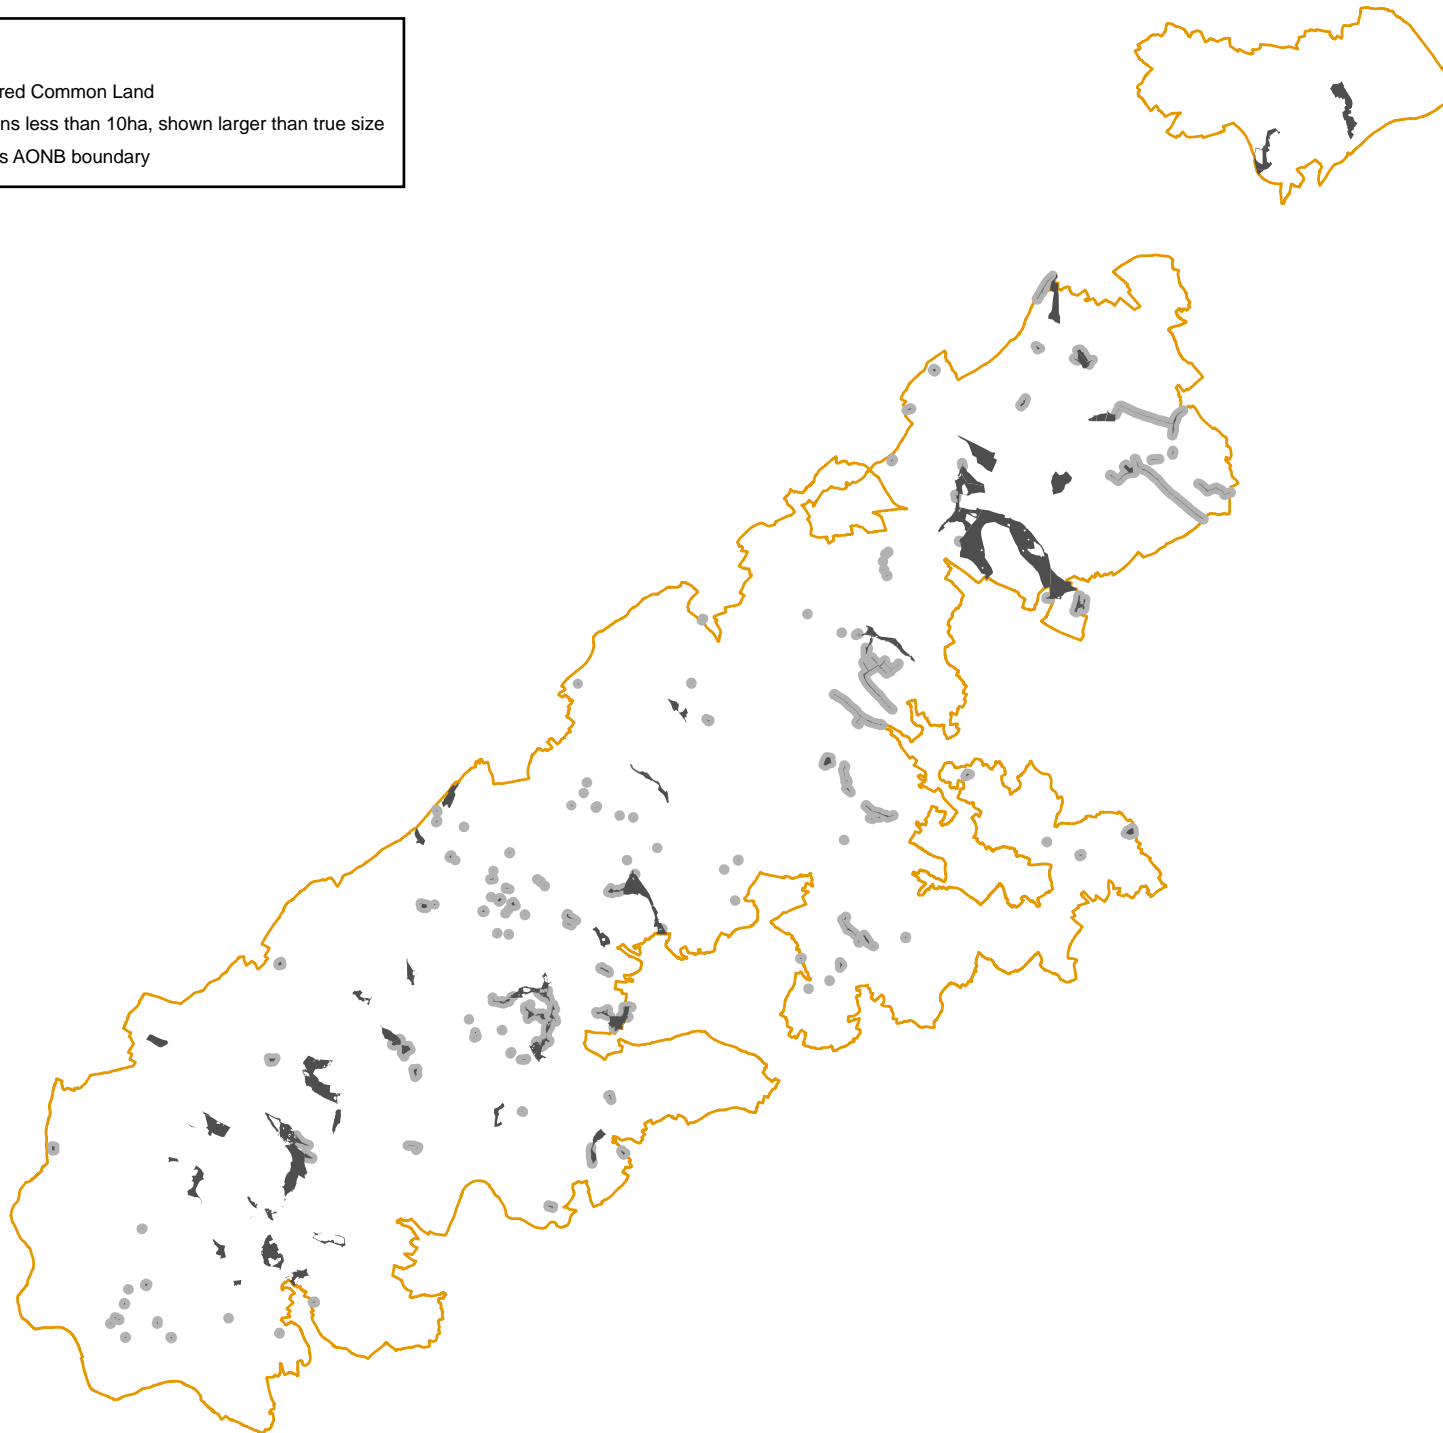 red Common Land
ns less than 10ha, shown larger than true size
s AONB boundary